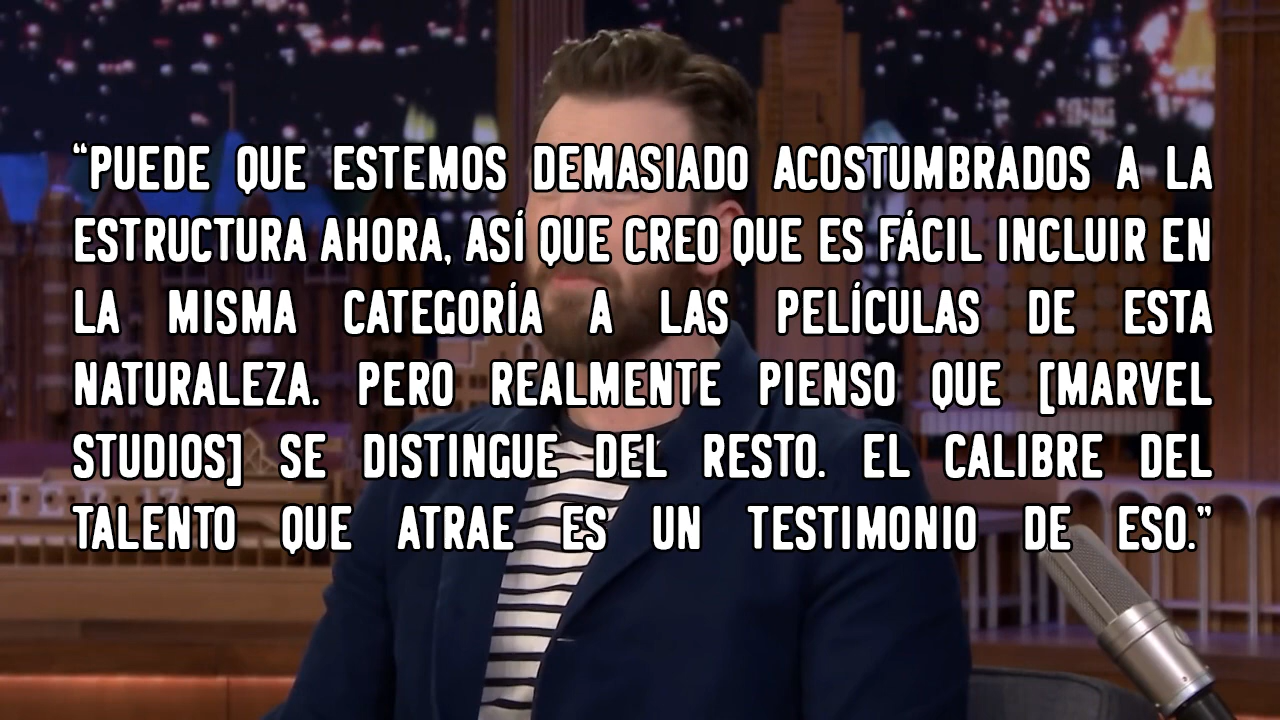 “PUEDE QUE ESTEMOS DEMASIADO ACOSTUMBRADOS A LA
ESTRUCTURA AHORA, ASÍ QUE CREO QUE ES FÁCIL INCLUIR EN
LA MISMA CATEGORÍA A LAS PELÍCULAS DE ESTA
NATURALEZA. PERO REALMENTE PIENSO QUE [MARVEL
STUDIOS] SE DISTINGUE DEL RESTO. EL CALIBRE DEL
TALENTO QUE ATRAE ES UN TESTIMONIO DE ESO.”